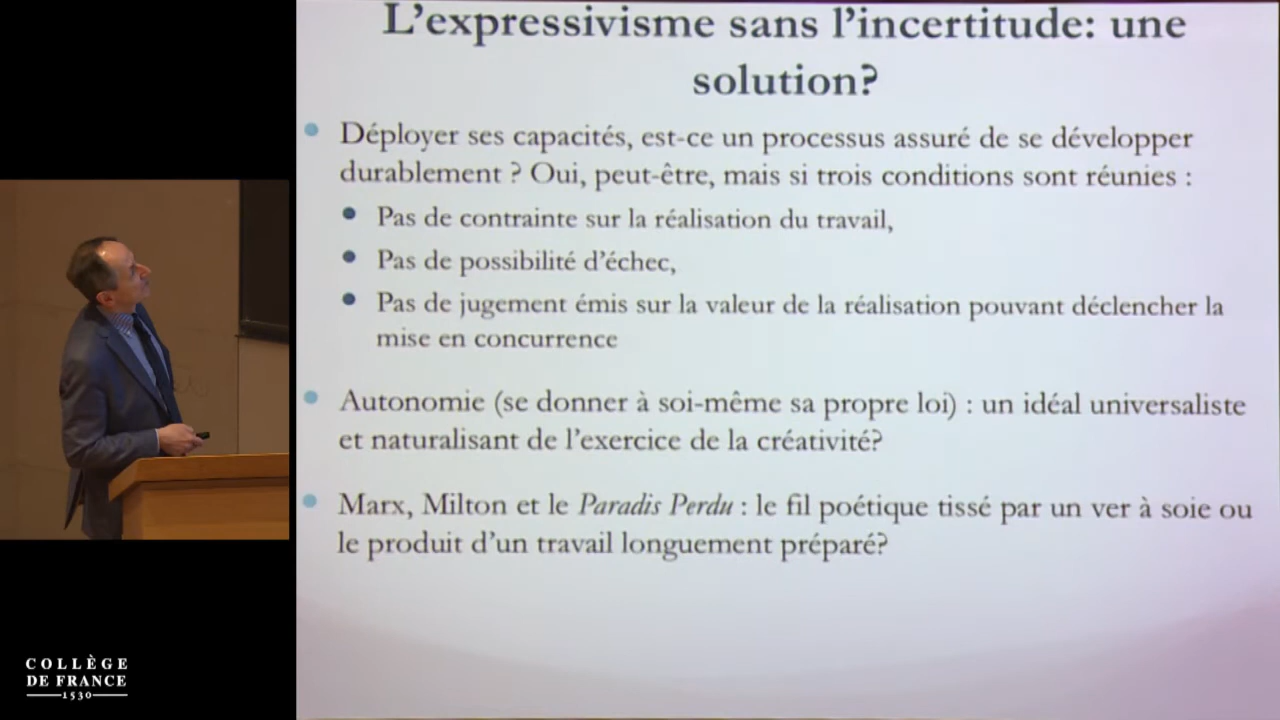 L'expressivisme sans l'incertitude: une
solution?
Déployer ses capacités, est-ce un processus assuré de se développer
durablement ? Oui, peut-être, mais si trois conditions sont réunies :
Pas de contrainte sur la réalisation du travail,
Pas de possibilité d'échec,
Pas de jugement émis sur la valeur de la réalisation pouvant déclencher la
mise en concurrence
Autonomie (se donner à soi-même sa propre loi) : un idéal universaliste
et naturalisant de l'exercice de la créativité?
Marx, Milton et le Paradis Perdu : le fil poétique tissé par un ver à soie ou
le produit d'un travail longuement préparé?
COLLÈGE
DE FRANCE
1530